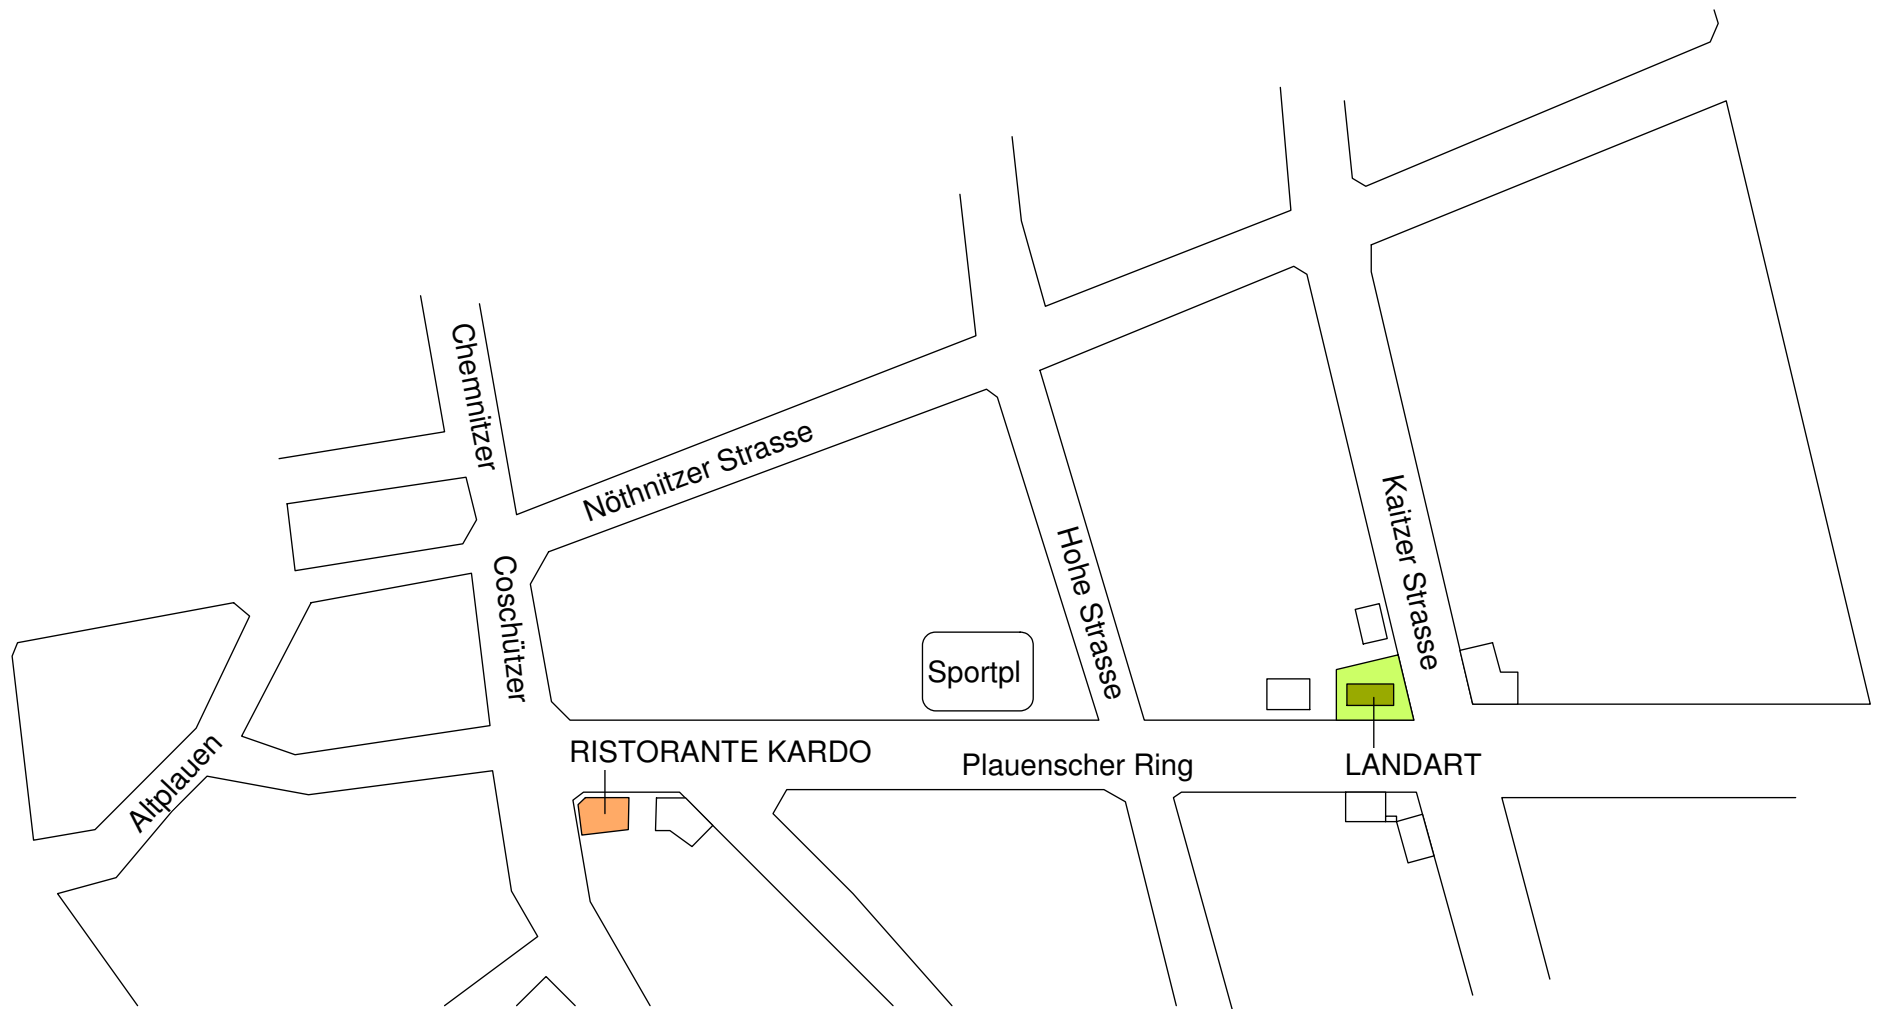 Chemnitzer
Nöthnitzer Strasse
Kaitzer Strasse
Hohe Strasse
Coschützer
Sportpl
Altplauen
RISTORANTE KARDO
Plauenscher Ring
LANDART